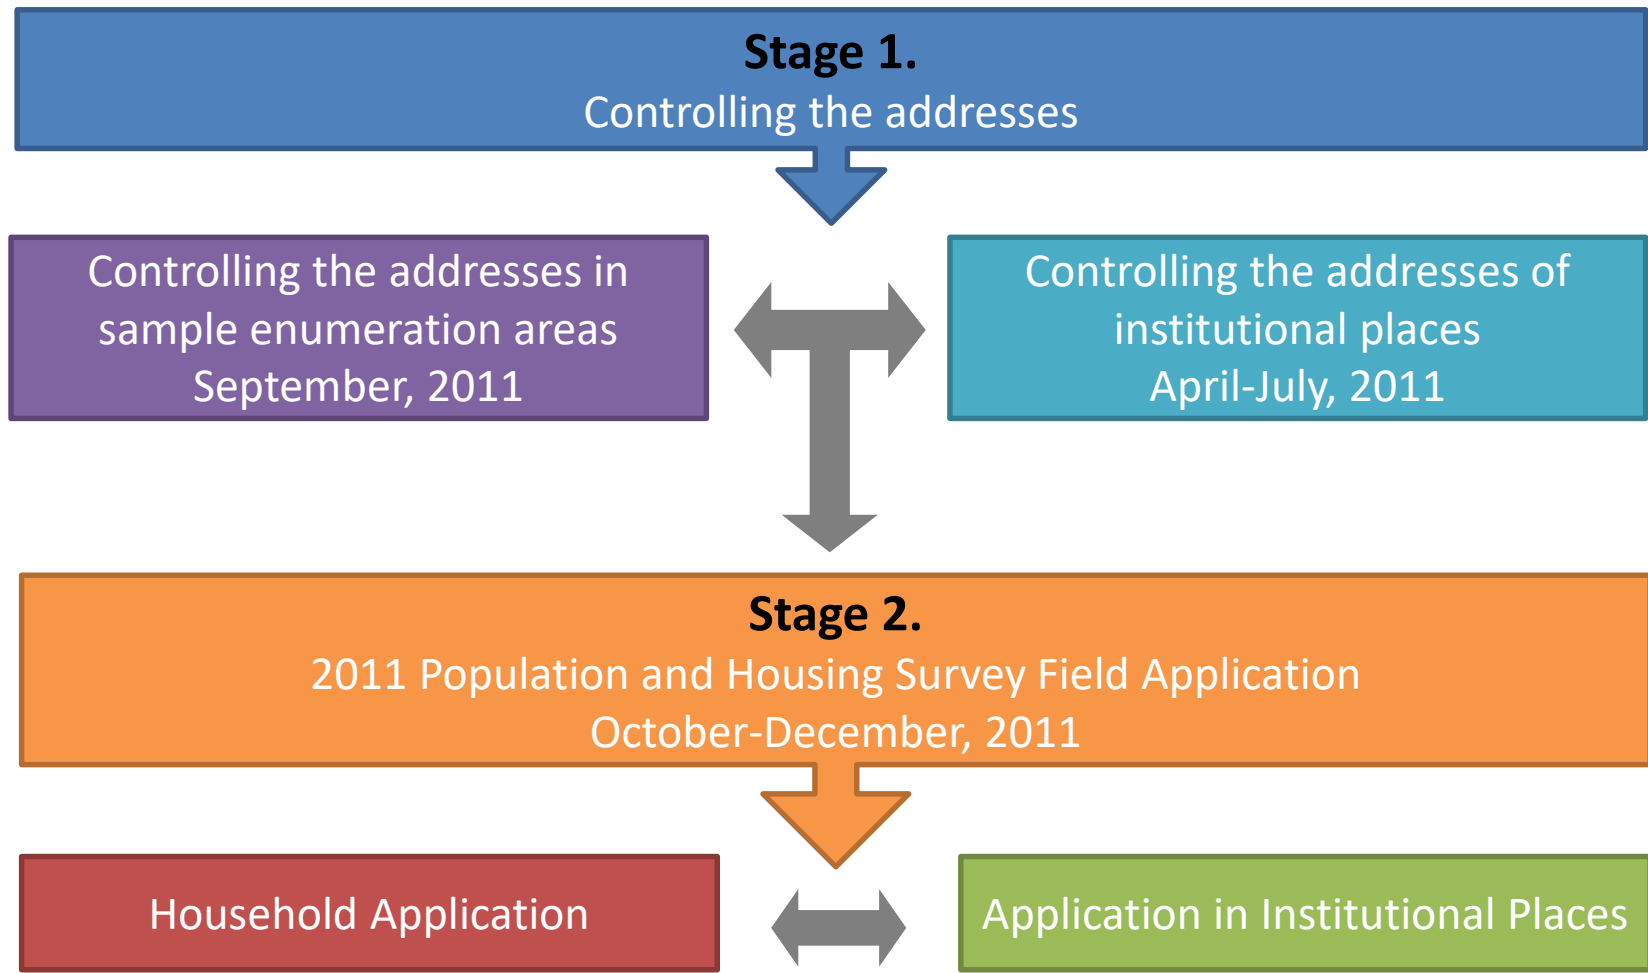 Stage 1.
Controlling the addresses
Controlling the addresses in
sample enumeration areas
September, 2011
Controlling the addresses of
institutional places
April-July, 2011
Stage 2.
2011 Population and Housing Survey Field Application
October-December, 2011
Household Application
Application in Institutional Places